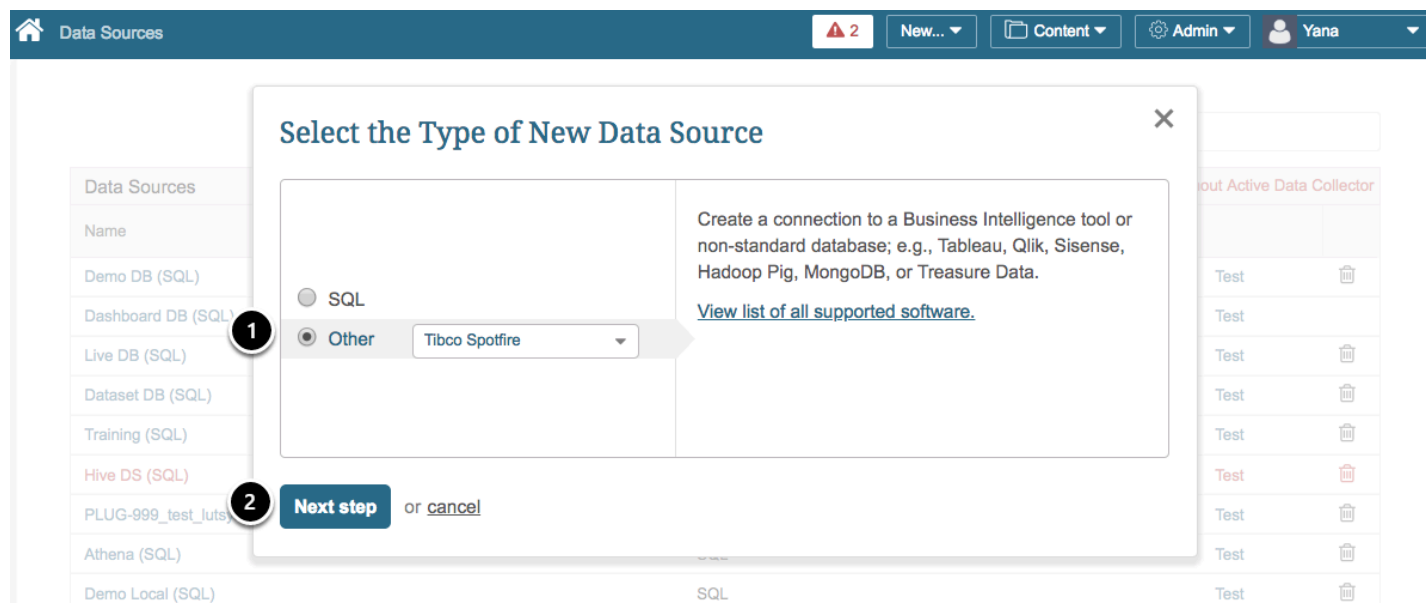 Data Sources
2
New...
Content
Admin
Yana
Select the Type of New Data Source
Data Sources
out Active Data Collector
Name
Create a connection to a Business Intelligence tool or
non-standard database; e.g., Tableau, Qlik, Sisense,
Hadoop Pig, MongoDB, or Treasure Data.
View list of all supported software.
SQL
1
Other
Tibco Spotfire
Demo DB (SQL)
Test
Dashboard DB (SQL)
Test
Live DB (SQL)
Test
Dataset DB (SQL)
Test
Training (SQL)
Test
Hive DS (SQL)
Test
2
Next step
or cancel
PLUG-999_test_luts
Test
Athena (SQL)
SQL
Test
Demo Local (SQL)
SQL
Test